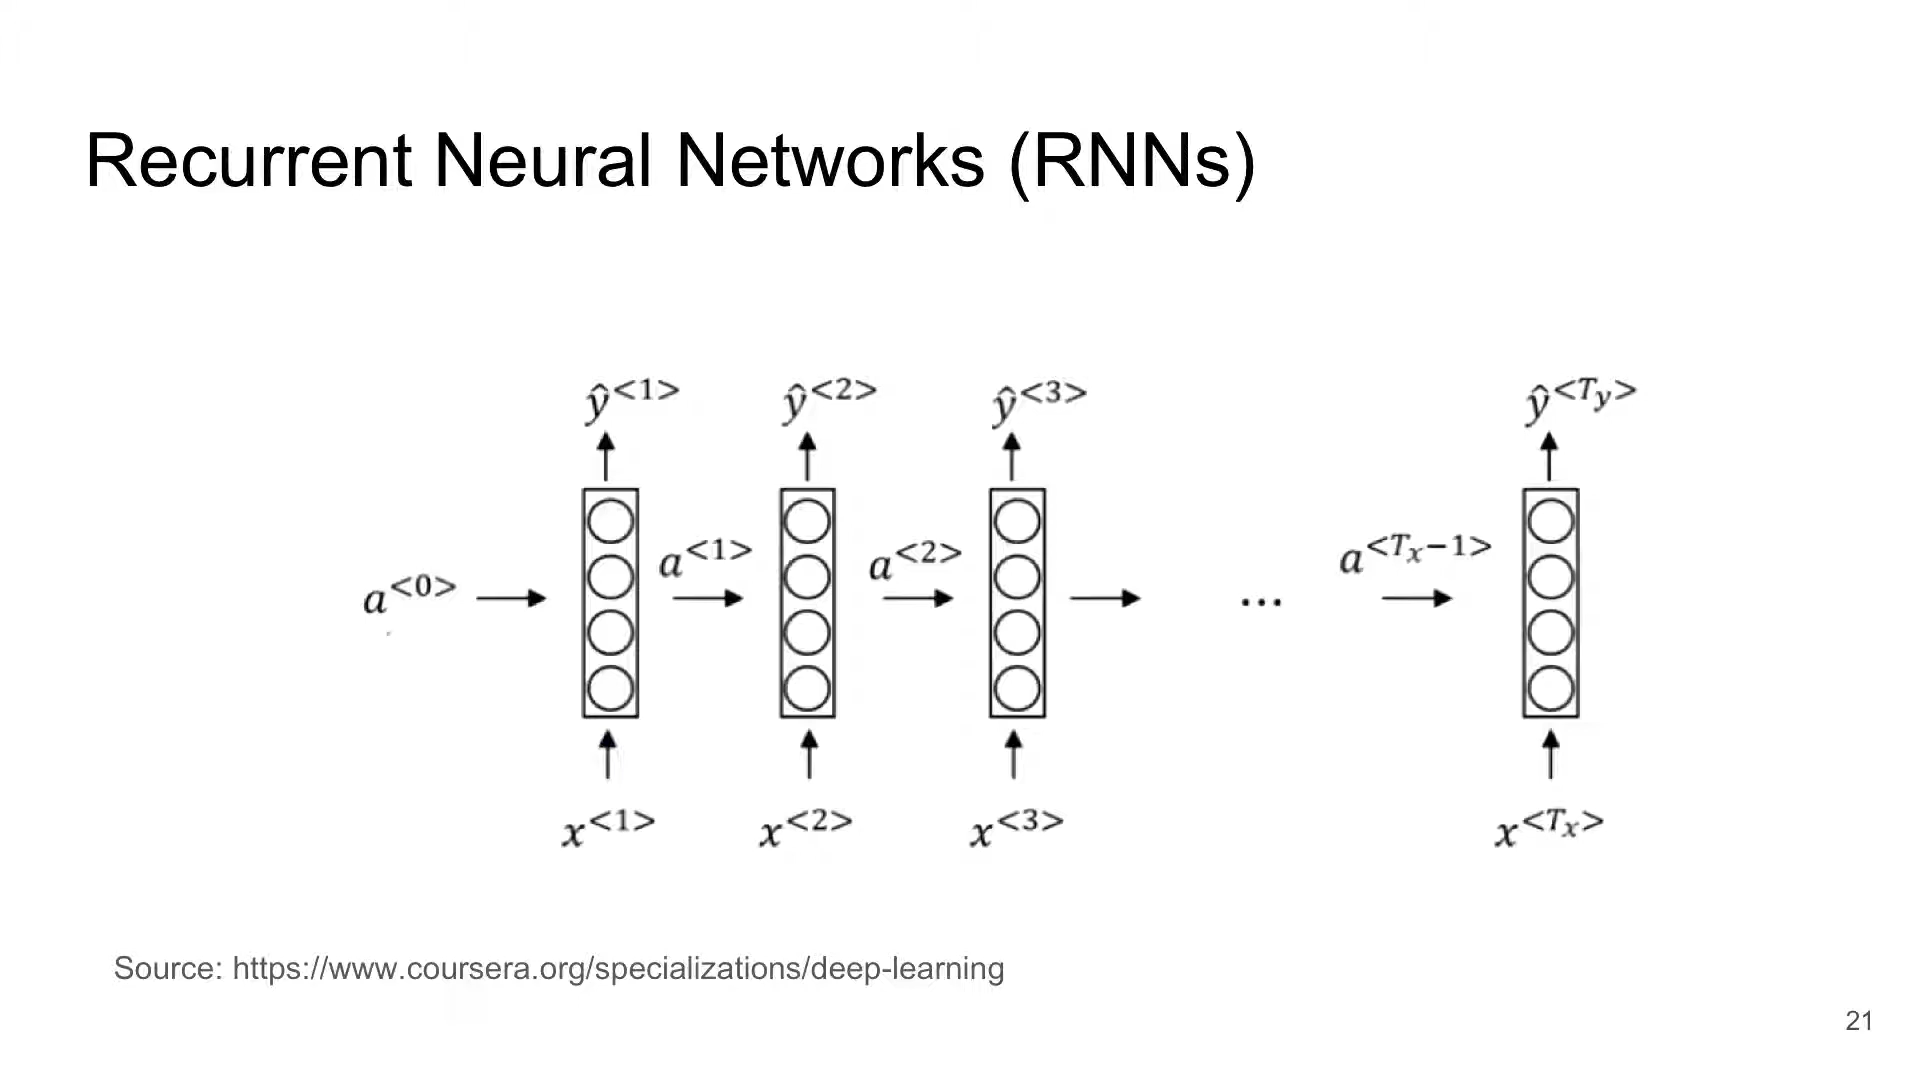 Recurrent Neural Networks (RNNs)
ŷ<1> ŷ<2> ŷ<3> ŷ<Ty>
a<0> a<1> a<2> ... a<Tx−1>
x<1> x<2> x<3> x<Tx>
Source: https://www.coursera.org/specializations/deep-learning
21